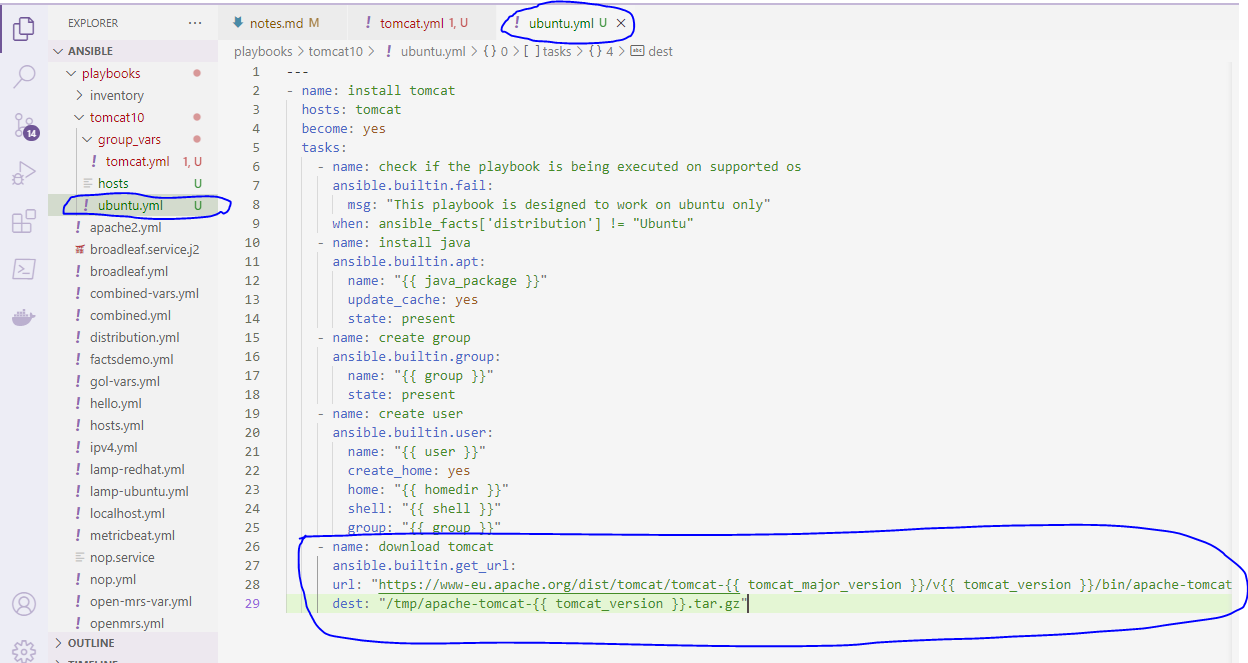 EXPLORER ...
ANSIBLE
playbooks
inventory
tomcat10
group_vars
! tomcat.yml 1, U
hosts U
! ubuntu.yml U
! apache2.yml
broadleaf.service.j2
! broadleaf.yml
! combined-vars.yml
! combined.yml
! distribution.yml
! factsdemo.yml
! gol-vars.yml
! hello.yml
! hosts.yml
! ipv4.yml
! lamp-redhat.yml
! lamp-ubuntu.yml
! localhost.yml
! metricbeat.yml
nop.service
! nop.yml
! open-mrs-var.yml
! openmrs.yml
OUTLINE
TIMELINE
14
notes.md M ! tomcat.yml 1, U ! ubuntu.yml U ×
playbooks > tomcat10 > ! ubuntu.yml > {} 0 > [ ] tasks > {} 4 > abc dest
1 ---
2 - name: install tomcat
3 hosts: tomcat
4 become: yes
5 tasks:
6 - name: check if the playbook is being executed on supported os
7 ansible.builtin.fail:
8 msg: "This playbook is designed to work on ubuntu only"
9 when: ansible_facts['distribution'] != "Ubuntu"
10 - name: install java
11 ansible.builtin.apt:
12 name: "{{ java_package }}"
13 update_cache: yes
14 state: present
15 - name: create group
16 ansible.builtin.group:
17 name: "{{ group }}"
18 state: present
19 - name: create user
20 ansible.builtin.user:
21 name: "{{ user }}"
22 create_home: yes
23 home: "{{ homedir }}"
24 shell: "{{ shell }}"
25 group: "{{ group }}"
26 - name: download tomcat
27 ansible.builtin.get_url:
28 url: "https://www-eu.apache.org/dist/tomcat/tomcat-{{ tomcat_major_version }}/v{{ tomcat_version }}/bin/apache-tomcat
29 dest: "/tmp/apache-tomcat-{{ tomcat_version }}.tar.gz"